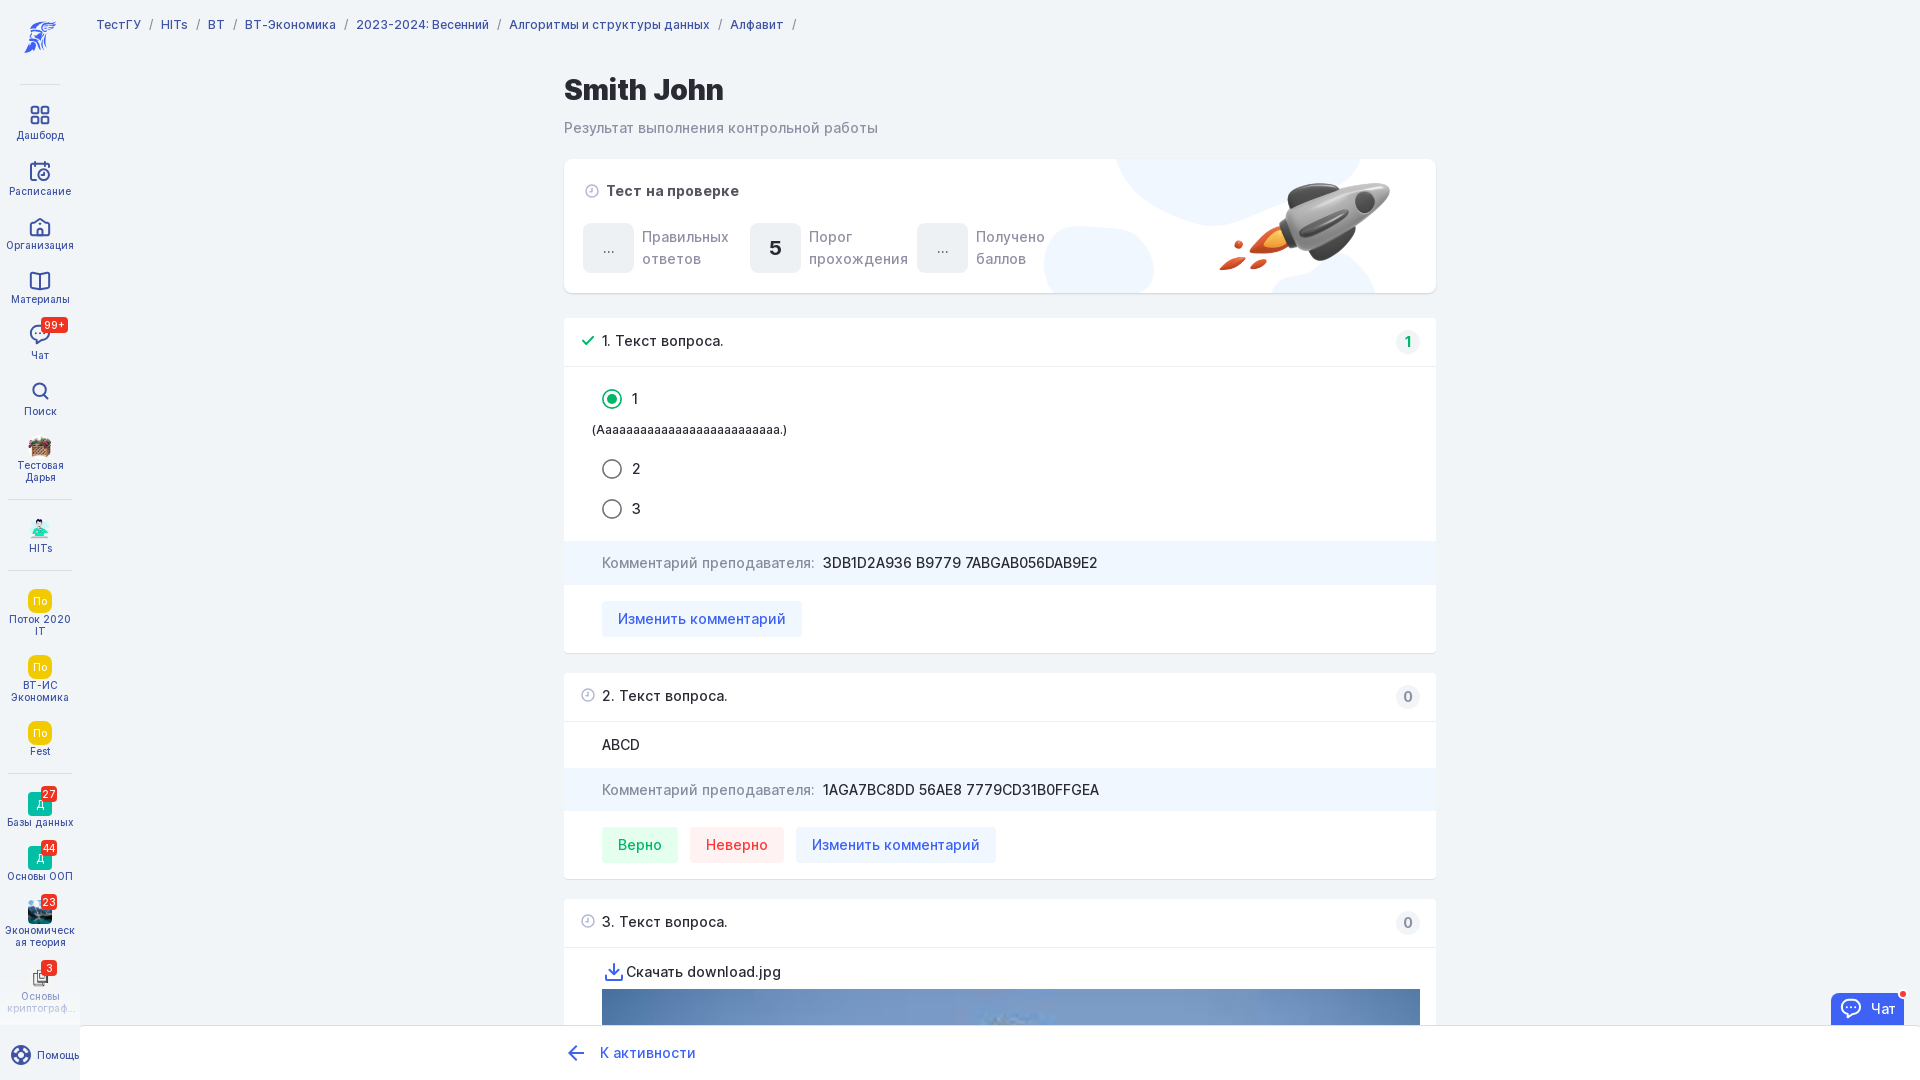 ТестГУ / HITs / ВТ / ВТ-Экономика / 2023-2024: Весенний / Алгоритмы и структуры данных / Алфавит /
Дашборд
Расписание
Организация
Материалы
99+
Чат
Поиск
Тестовая
Дарья
HITs
По
Поток 2020
IT
По
ВТ-ИС
Экономика
По
Fest
27
Д
Базы данных
44
Д
Основы ООП
23
Экономическ
ая теория
3
Основы
криптограф...
Помощь
Smith John
Результат выполнения контрольной работы
Тест на проверке
... Правильных ответов
5 Порог прохождения
... Получено баллов
1. Текст вопроса. 1
1
(Аааааааааааааааааааааааааа.)
2
3
Комментарий преподавателя: 3DB1D2A936 B9779 7ABGAB056DAB9E2
Изменить комментарий
2. Текст вопроса. 0
ABCD
Комментарий преподавателя: 1AGA7BC8DD 56AE8 7779CD31B0FFGEA
Верно Неверно Изменить комментарий
3. Текст вопроса. 0
Скачать download.jpg
К активности
Чат